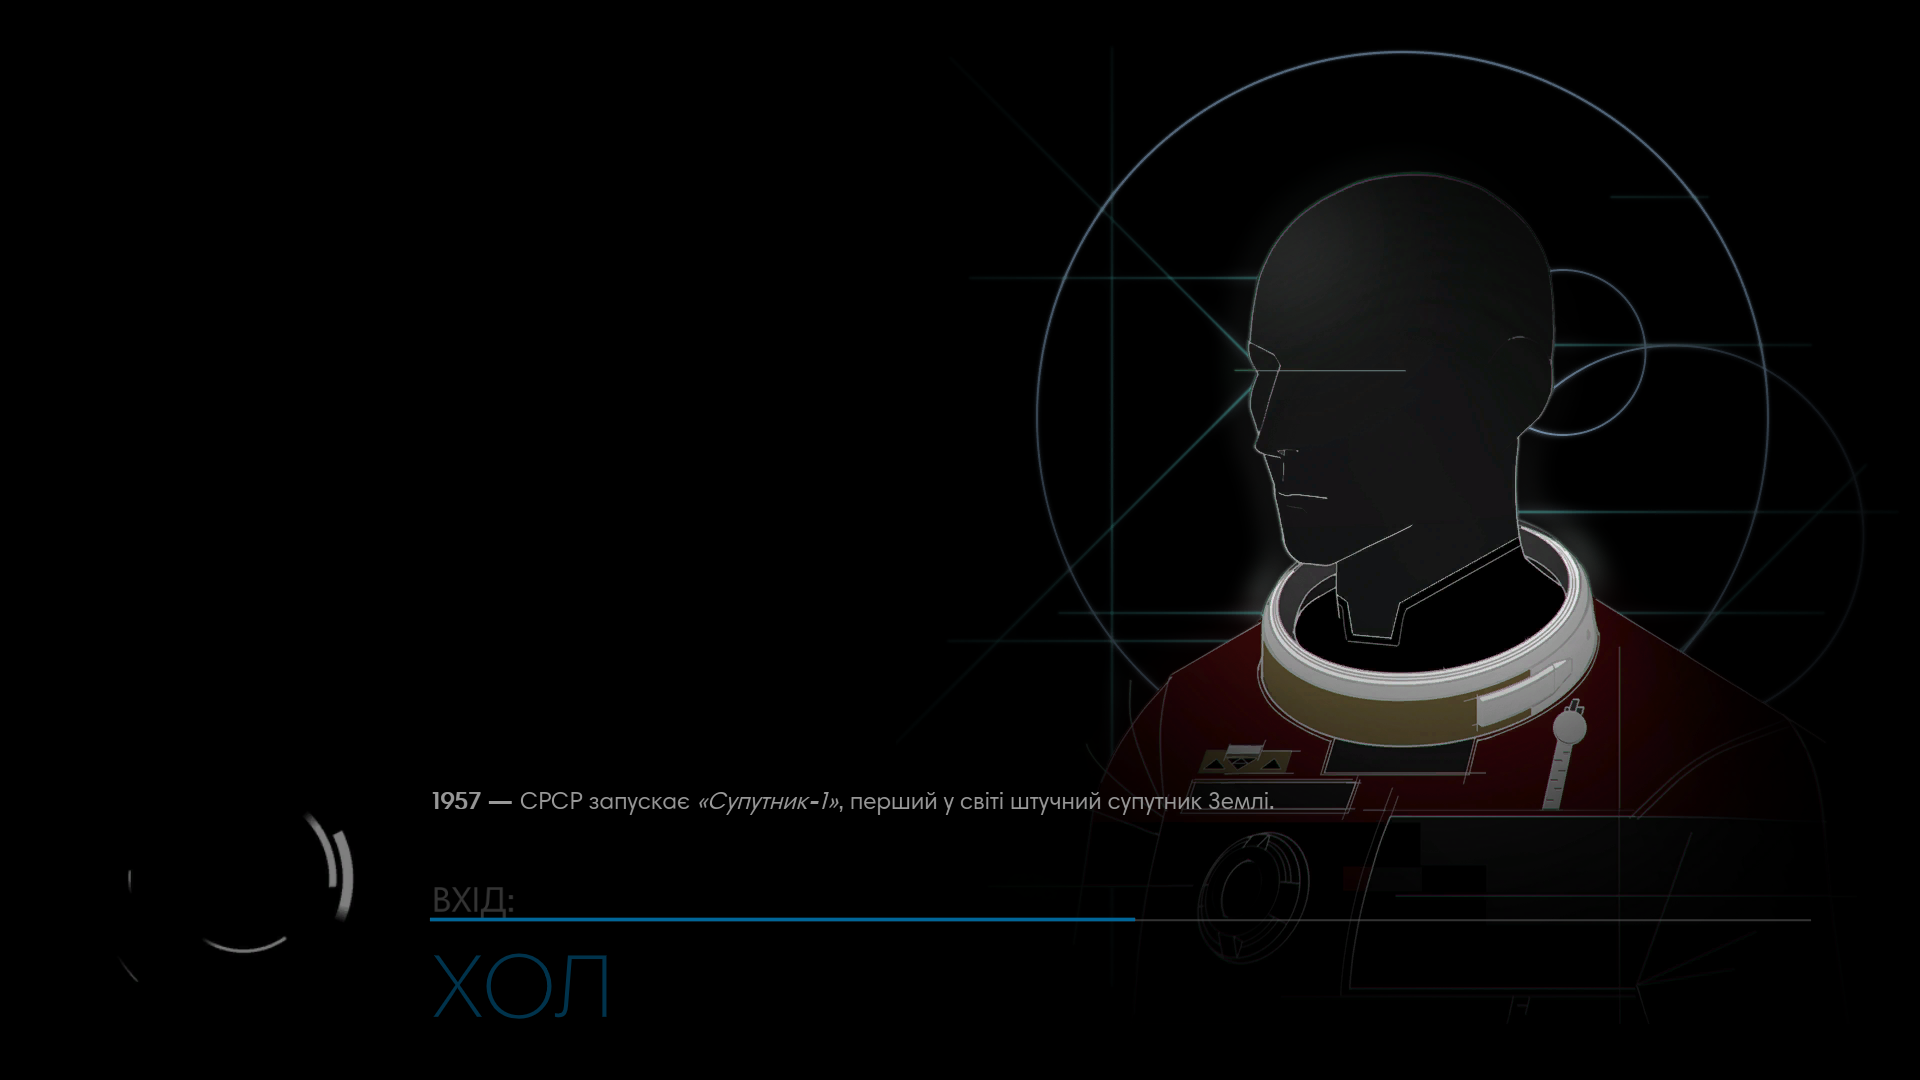 1957 — СРСР запускає «Супутник-1», перший у світі штучний супутник Землі.
ВХІД:
ХОЛ